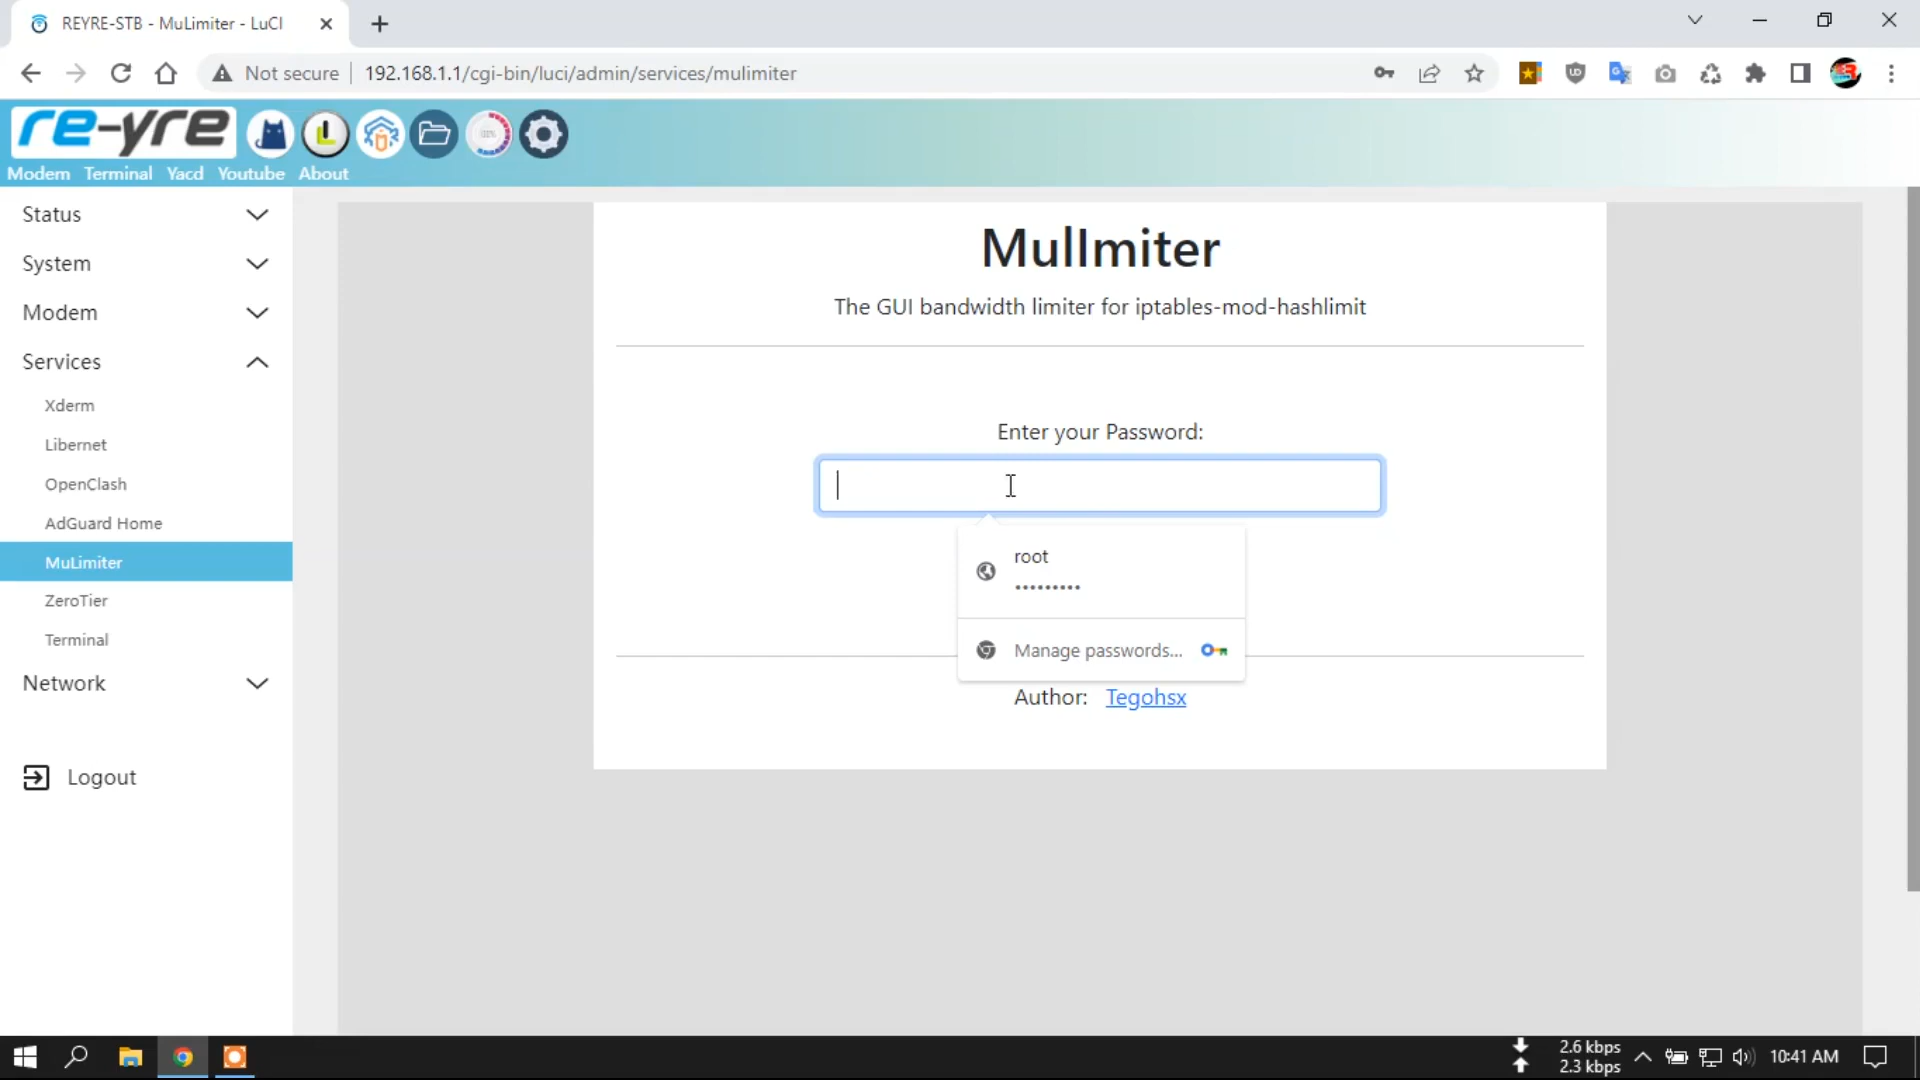 REYRE-STB - MuLimiter - LuCI
Not secure
192.168.1.1/cgi-bin/luci/admin/services/mulimiter
re-yre
Modem Terminal Yacd Youtube About
Status
System
Modem
Services
Xderm
Libernet
OpenClash
AdGuard Home
MuLimiter
ZeroTier
Terminal
Network
Logout
MulImiter
The GUI bandwidth limiter for iptables-mod-hashlimit
Enter your Password:
root
•••••••••
Manage passwords...
Author: Tegohsx
2.6 kbps
2.3 kbps
10:41 AM